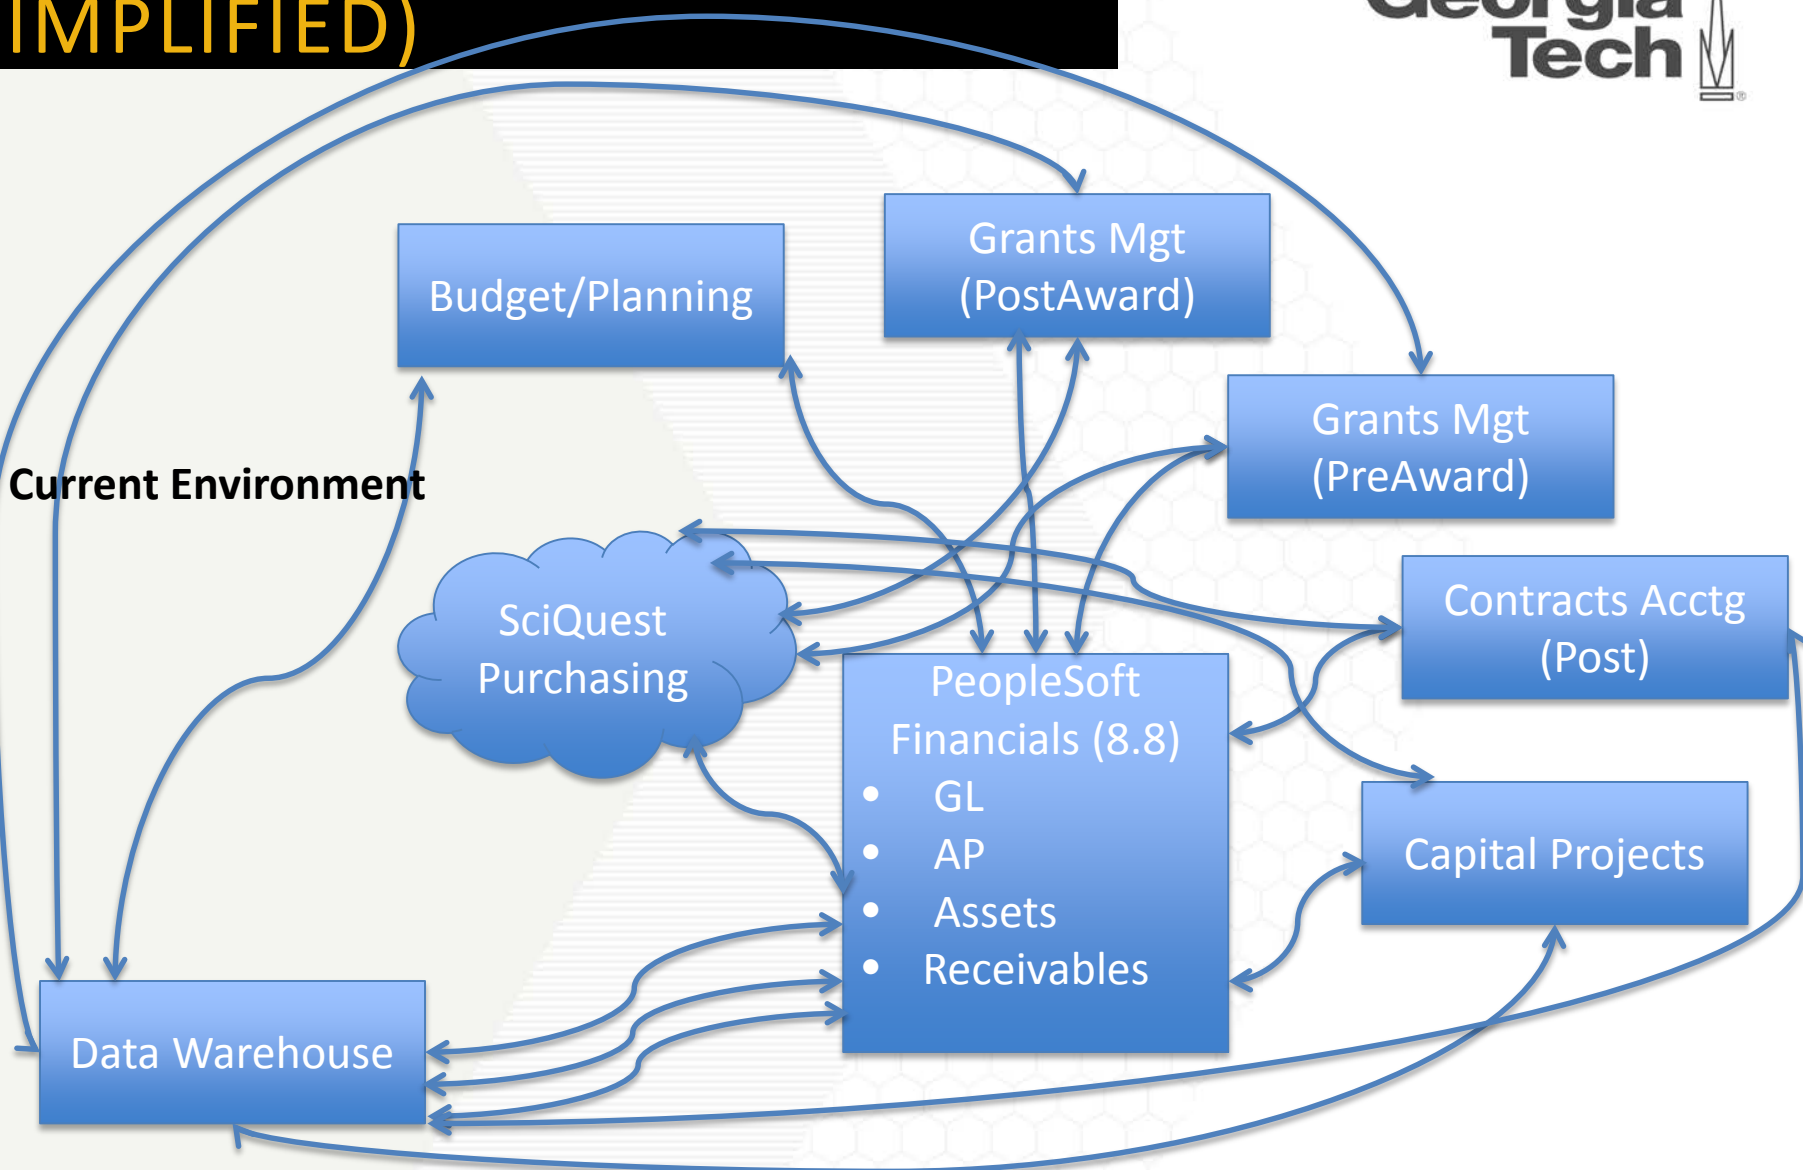 IMPLIFIED)
Georgia
Tech
®
Grants Mgt
(PostAward)
Budget/Planning
Grants Mgt
(PreAward)
Current Environment
Contracts Acctg
(Post)
SciQuest
Purchasing
PeopleSoft
Financials (8.8)
• GL
• AP
• Assets
• Receivables
Capital Projects
Data Warehouse